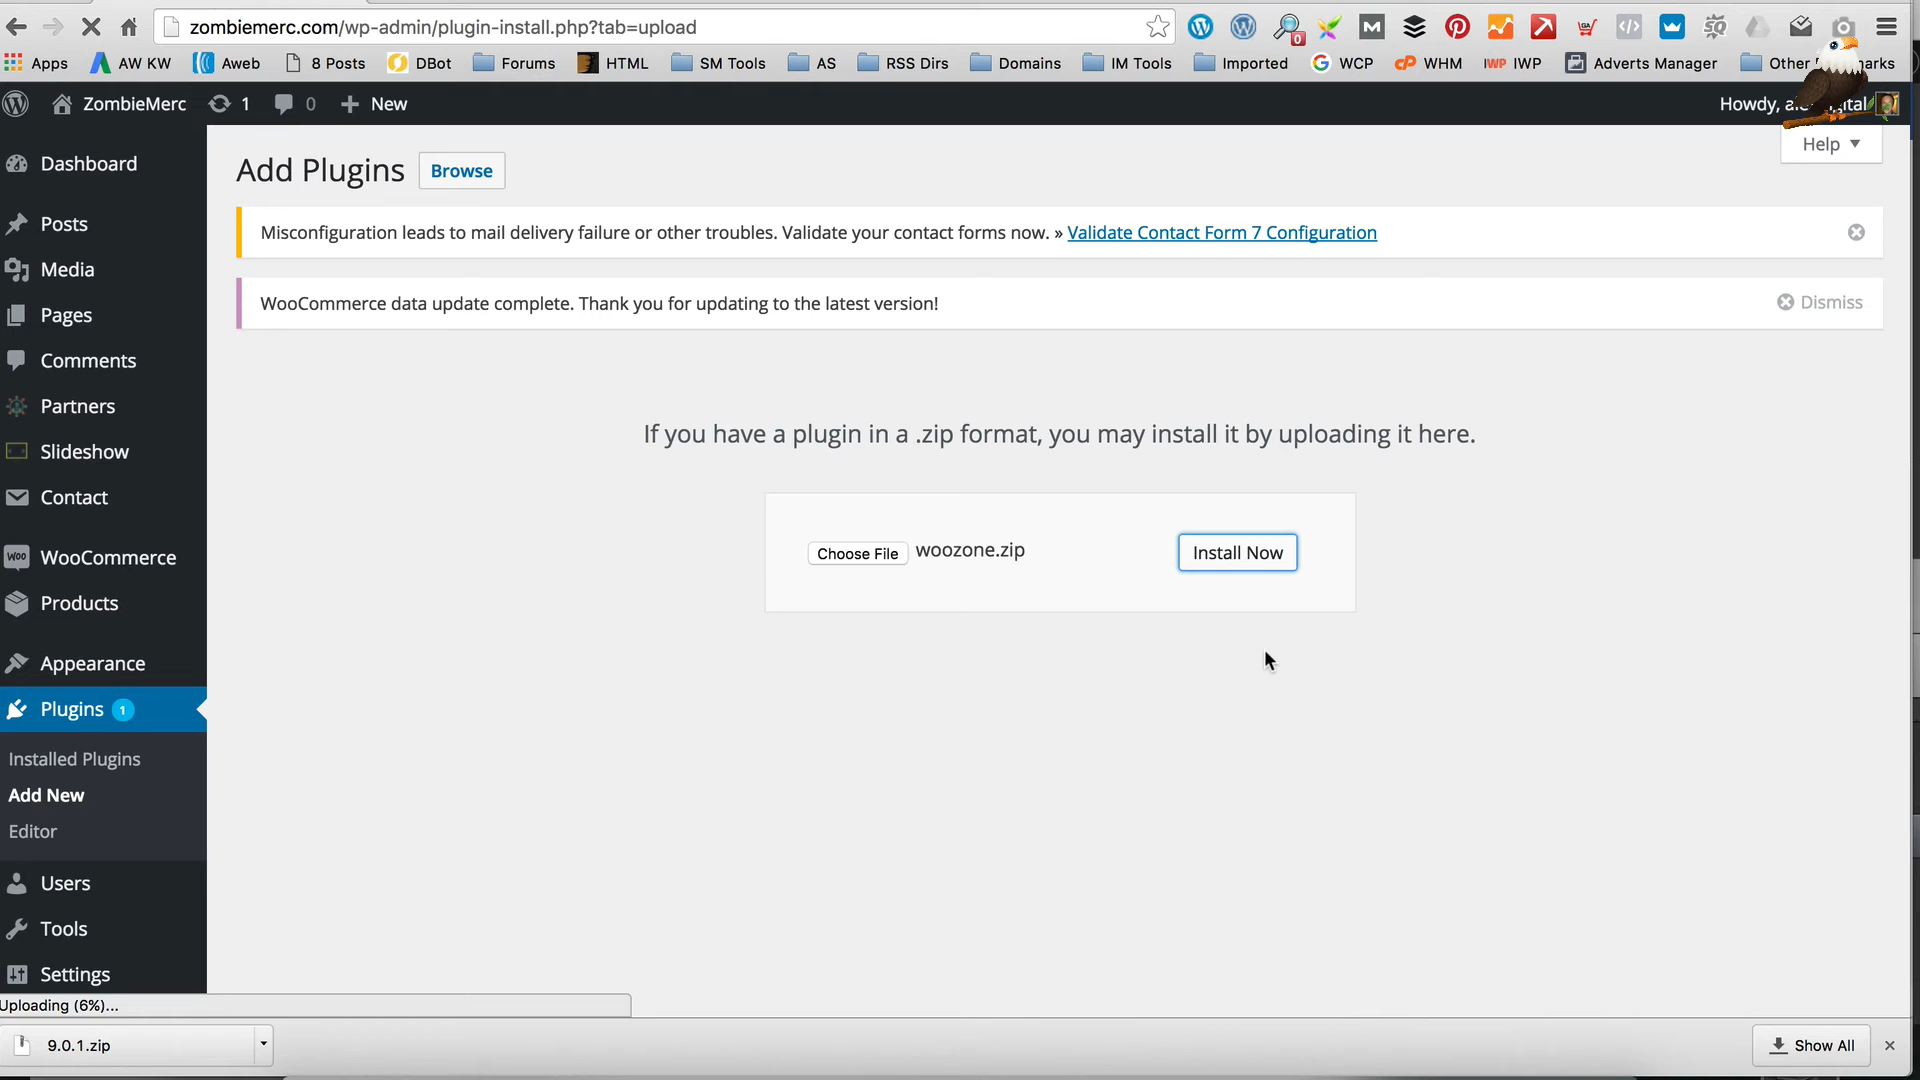 zombiemerc.com/wp-admin/plugin-install.php?tab=upload
0
Apps AW KW Aweb 8 Posts DBot Forums HTML SM Tools AS RSS Dirs Domains IM Tools Imported WCP WHM IWP IWP Adverts Manager Other
ZombieMerc 1 0 New
Howdy,
Help
Dashboard
Posts
Media
Pages
Comments
Partners
Slideshow
Contact
WooCommerce
Products
Appearance
Plugins 1
Installed Plugins
Add New
Editor
Users
Tools
Settings
Add Plugins Browse
Misconfiguration leads to mail delivery failure or other troubles. Validate your contact forms now. » Validate Contact Form 7 Configuration
WooCommerce data update complete. Thank you for updating to the latest version!
Dismiss
If you have a plugin in a .zip format, you may install it by uploading it here.
Choose File woozone.zip Install Now
Uploading (6%)...
9.0.1.zip
Show All